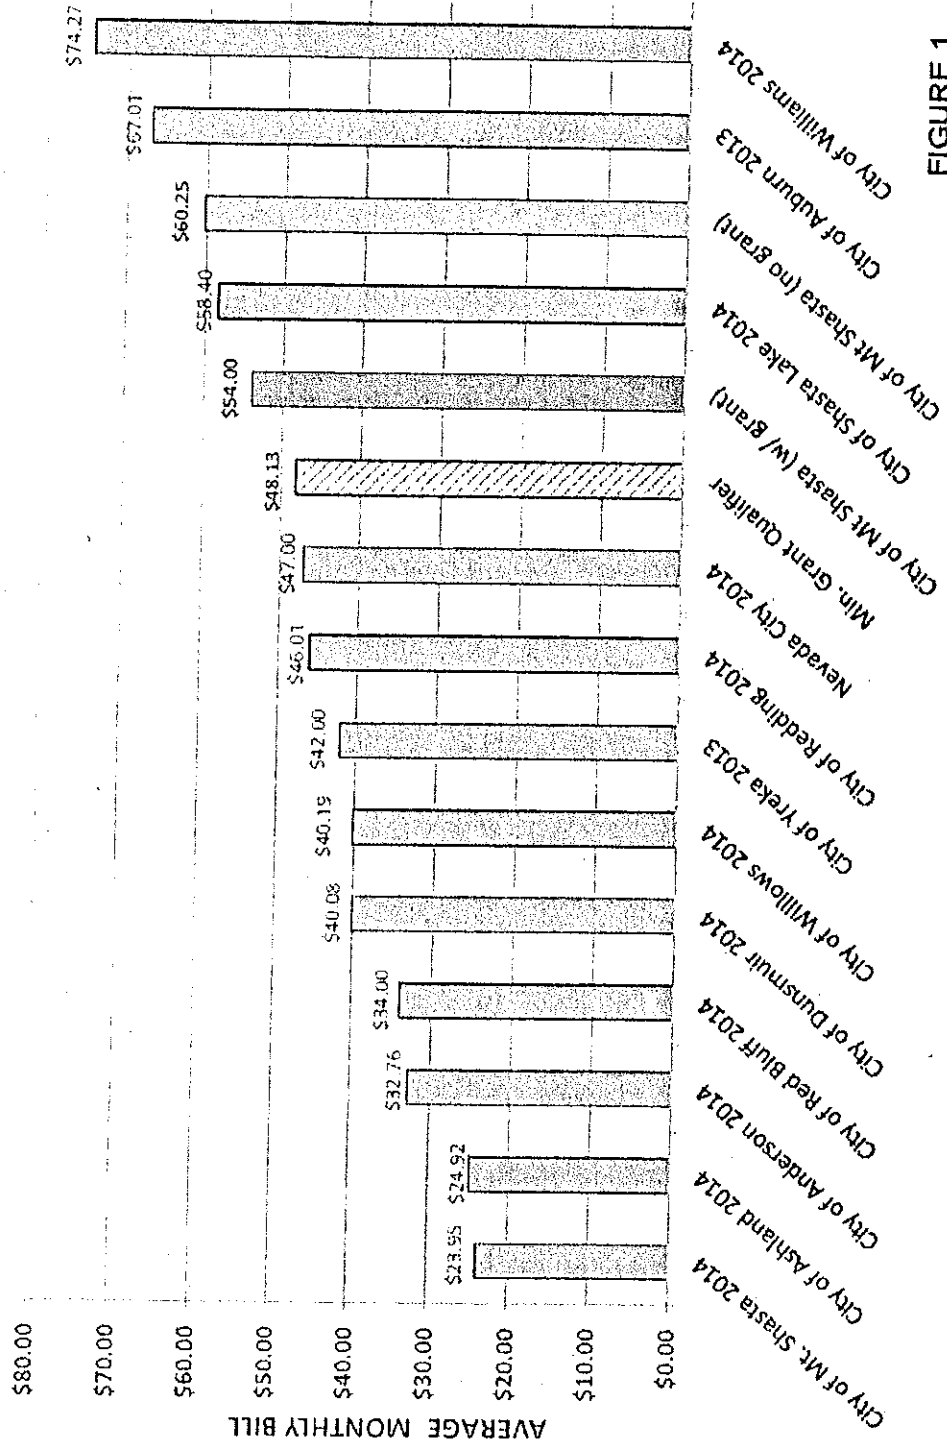 AVERAGE MONTHLY BILL
$80.00
$70.00
$60.00
$50.00
$40.00
$30.00
$20.00
$10.00
$0.00
$23.95
$24.92
$32.76
$34.00
$40.08
$40.19
$42.00
$46.01
$47.00
$48.13
$54.00
$58.40
$60.25
$67.01
$74.27
City of Mt. Shasta 2014
City of Ashland 2014
City of Anderson 2014
City of Red Bluff 2014
City of Dunsmuir 2014
City of Willows 2014
City of Yreka 2013
City of Redding 2014
Nevada City 2014
Min. Grant Qualifier
City of Mt Shasta (w/ grant)
City of Shasta Lake 2014
City of Mt Shasta (no grant)
City of Auburn 2013
City of Williams 2014
FIGURE 1